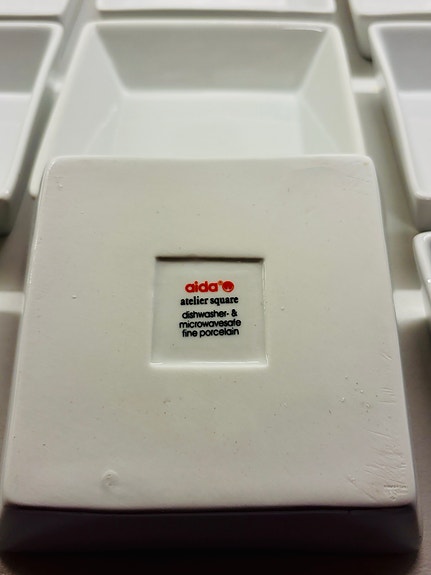 aida®
atelier square
dishwasher- &
microwavesafe
fine porcelain